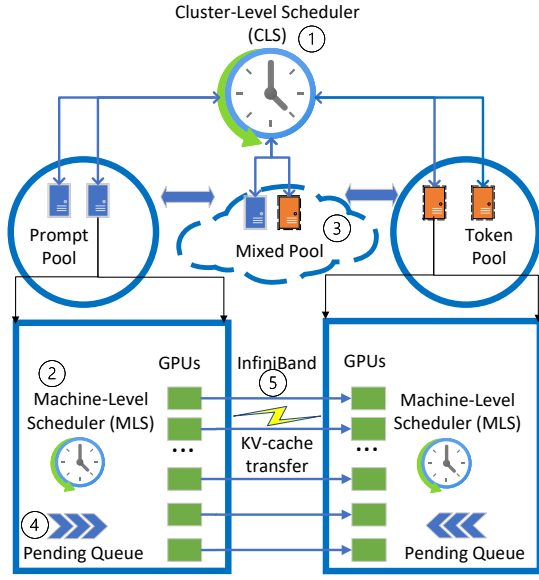 Cluster-Level Scheduler
(CLS)
1
Prompt
Pool
Mixed Pool
3
Token
Pool
GPUs
InfiniBand
5
GPUs
2
Machine-Level
Scheduler (MLS)
Machine-Level
Scheduler (MLS)
...
KV-cache
transfer
...
4
Pending Queue
Pending Queue